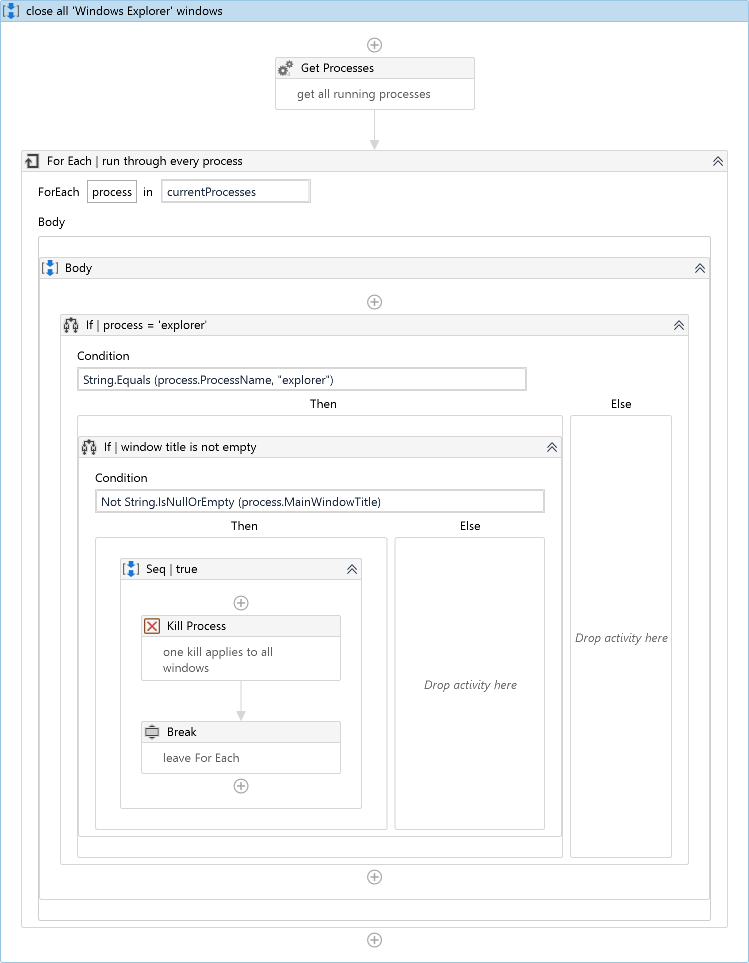 close all 'Windows Explorer' windows
Get Processes
get all running processes
For Each | run through every process
ForEach process in currentProcesses
Body
Body
If | process = 'explorer'
Condition
String.Equals (process.ProcessName, "explorer")
Then Else
If | window title is not empty
Condition
Not String.IsNullOrEmpty (process.MainWindowTitle)
Then Else
Seq | true
Kill Process
one kill applies to all
windows
Break
leave For Each
Drop activity here
Drop activity here